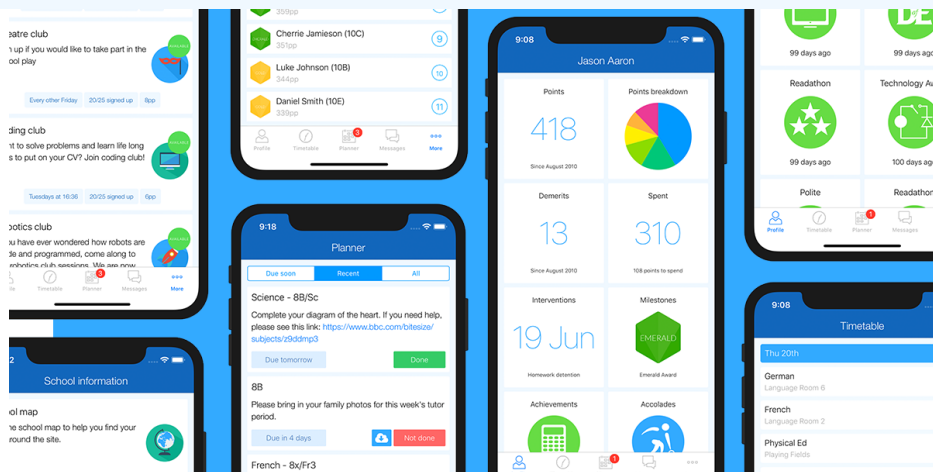 eatre club
n up if you would like to take part in the
ool play
AVAILABLE
Every other Friday
20/25 signed up
6pp
ding club
nt to solve problems and learn life long
s to put on your CV? Join coding club!
AVAILABLE
Tuesdays at 16:36
20/25 signed up
6pp
botics club
you have ever wondered how robots are
de and programmed, come along to
robotics club sessions. We are now
AVAILABLE
Timetable
3
Planner
Messages
More
2
School information
ool map
he school map to help you find your
round the site.
359pp
Cherrie Jamieson (10C)
351pp
9
Luke Johnson (10B)
344pp
10
Daniel Smith (10E)
339pp
11
Profile
Timetable
3
Planner
Messages
More
9:18
Planner
Due soon
Recent
All
Science - 8B/Sc
Complete your diagram of the heart. If you need help,
please see this link: https://www.bbc.com/bitesize/
subjects/z9ddmp3
Due tomorrow
Done
8B
Please bring in your family photos for this week's tutor
period.
Due in 4 days
Not done
French - 8x/Fr3
9:08
Jason Aaron
Points
418
Since August 2010
Points breakdown
Demerits
13
Since August 2010
Spent
310
108 points to spend
Interventions
19 Jun
Homework detention
Milestones
EMERALD
Emerald Award
Achievements
Accolades
1
DE
99 days ago
99 days ago
Readathon
Technology Aw
99 days ago
100 days ago
Polite
Readathon
Profile
Timetable
1
Planner
Messages
9:08
Timetable
Thu 20th
German
Language Room 6
French
Language Room 2
Physical Ed
Playing Fields